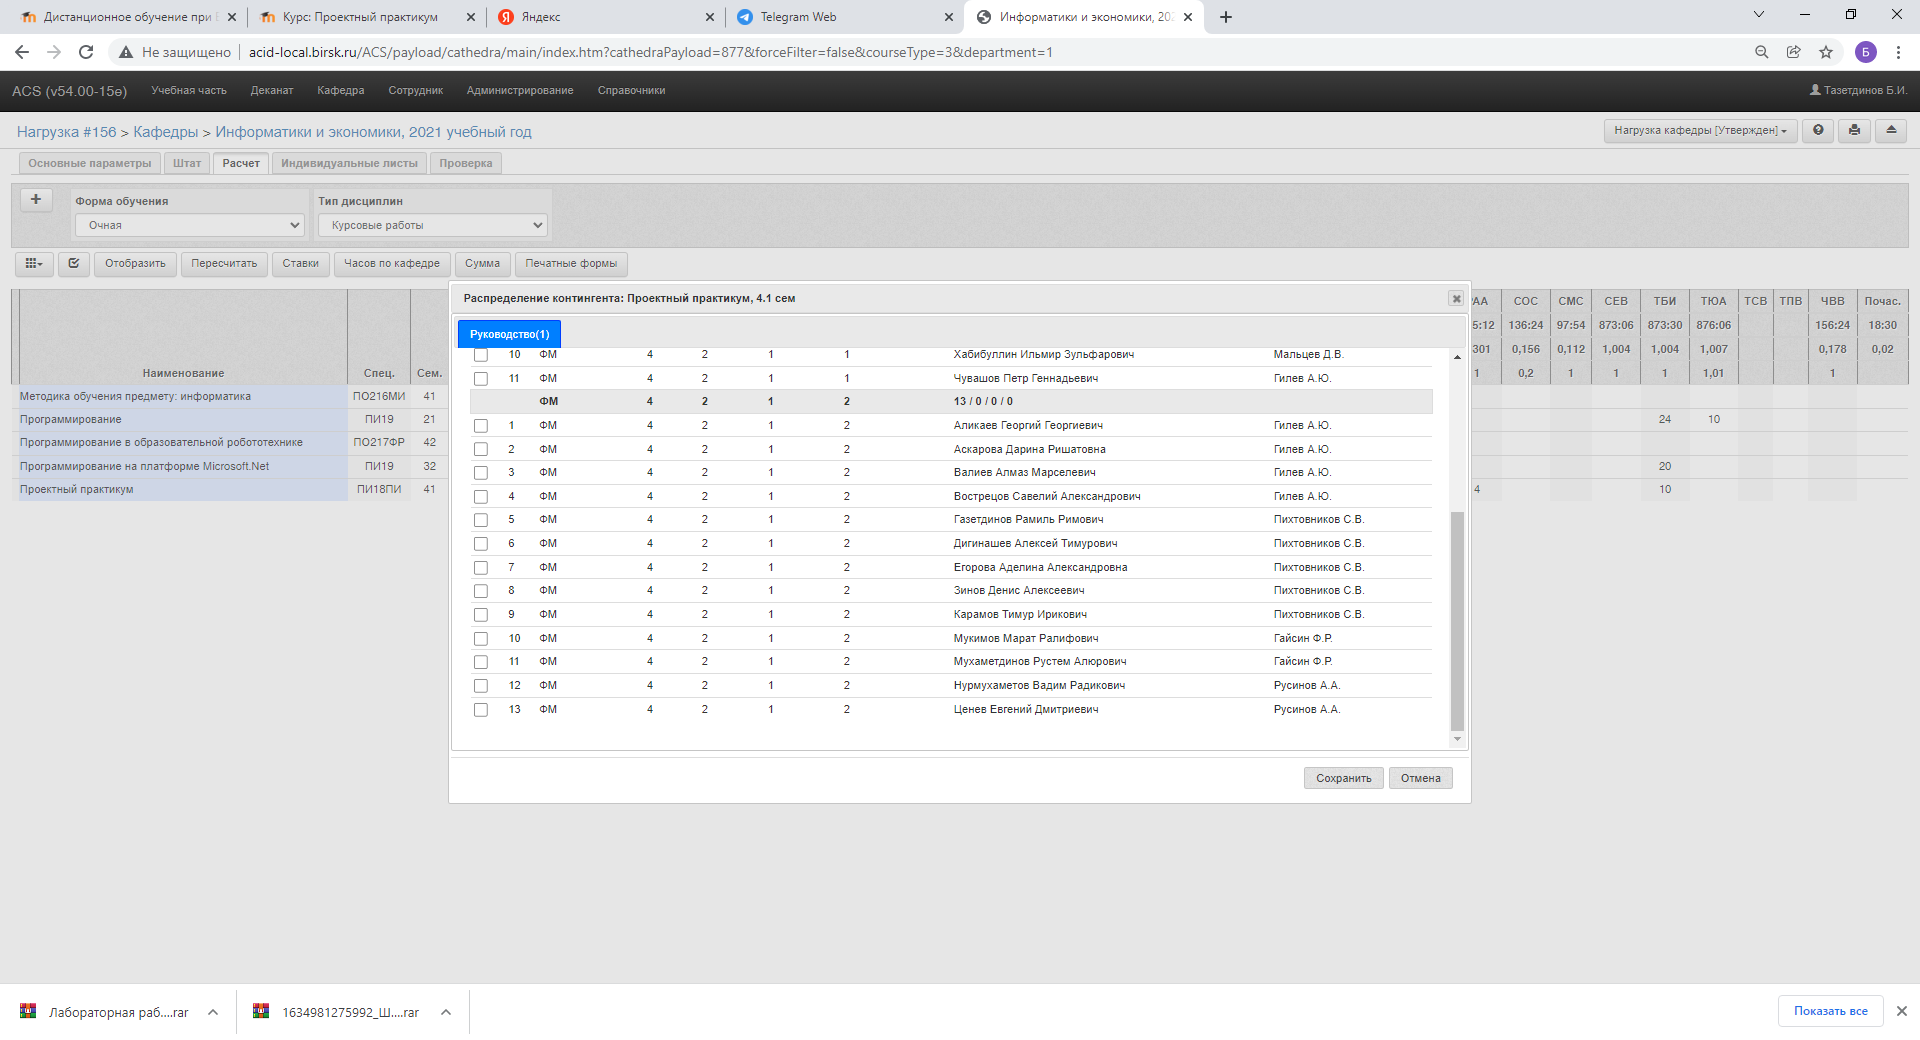 Дистанционное обучение при Б
Курс: Проектный практикум
Яндекс
Telegram Web
Информатики и экономики, 202
Не защищено
acid-local.birsk.ru/ACS/payload/cathedra/main/index.htm?cathedraPayload=877&forceFilter=false&courseType=3&department=1
Б
ACS (v54.00-15e)
Учебная часть
Деканат
Кафедра
Сотрудник
Администрирование
Справочники
Тазетдинов Б.И.
Нагрузка #156 > Кафедры > Информатики и экономики, 2021 учебный год
Нагрузка кафедры [Утвержден]
Основные параметры
Штат
Расчет
Индивидуальные листы
Проверка
Форма обучения
Очная
Тип дисциплин
Курсовые работы
Отобразить
Пересчитать
Ставки
Часов по кафедре
Сумма
Печатные формы
Распределение контингента: Проектный практикум, 4.1 сем
Руководство(1)
10 ФМ 4 2 1 1 Хабибуллин Ильмир Зульфарович Мальцев Д.В.
11 ФМ 4 2 1 1 Чувашов Петр Геннадьевич Гилев А.Ю.
ФМ 4 2 1 2 13 / 0 / 0 / 0
1 ФМ 4 2 1 2 Аликаев Георгий Георгиевич Гилев А.Ю.
2 ФМ 4 2 1 2 Аскарова Дарина Ришатовна Гилев А.Ю.
3 ФМ 4 2 1 2 Валиев Алмаз Марселевич Гилев А.Ю.
4 ФМ 4 2 1 2 Вострецов Савелий Александрович Гилев А.Ю.
5 ФМ 4 2 1 2 Газетдинов Рамиль Римович Пихтовников С.В.
6 ФМ 4 2 1 2 Дигинашев Алексей Тимурович Пихтовников С.В.
7 ФМ 4 2 1 2 Егорова Аделина Александровна Пихтовников С.В.
8 ФМ 4 2 1 2 Зинов Денис Алексеевич Пихтовников С.В.
9 ФМ 4 2 1 2 Карамов Тимур Ирикович Пихтовников С.В.
10 ФМ 4 2 1 2 Мукимов Марат Ралифович Гайсин Ф.Р.
11 ФМ 4 2 1 2 Мухаметдинов Рустем Алюрович Гайсин Ф.Р.
12 ФМ 4 2 1 2 Нурмухаметов Вадим Радикович Русинов А.А.
13 ФМ 4 2 1 2 Ценев Евгений Дмитриевич Русинов А.А.
Сохранить
Отмена
Наименование Спец. Сем.
Методика обучения предмету: информатика ПО216МИ 41
Программирование ПИ19 21
Программирование в образовательной робототехнике ПО217ФР 42
Программирование на платформе Microsoft.Net ПИ19 32
Проектный практикум ПИ18ПИ 41
АА СОС СМС СЕВ ТБИ ТЮА ТСВ ТПВ ЧВВ Почас.
5:12 136:24 97:54 873:06 873:30 876:06 156:24 18:30
301 0,156 0,112 1,004 1,004 1,007 0,178 0,02
1 0,2 1 1 1 1,01 1
24 10
20
4 10
Лабораторная раб....rar
1634981275992_Ш....rar
Показать все